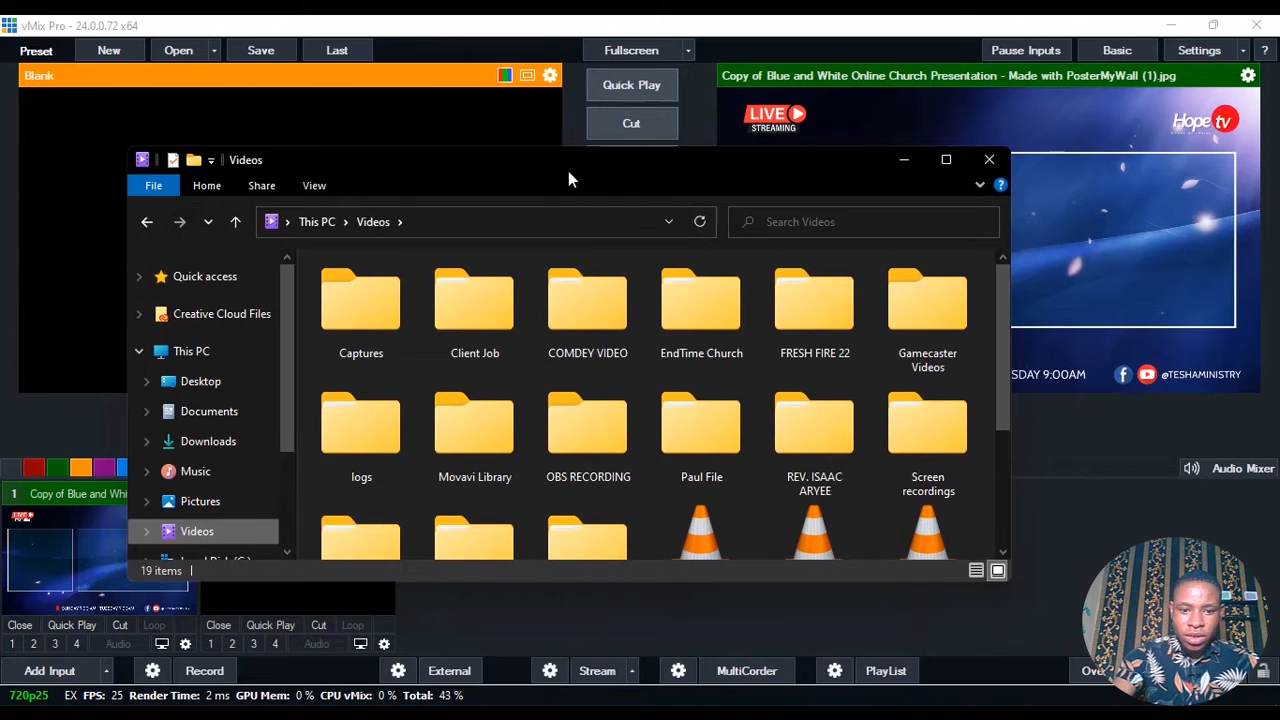 vMix Pro - 24.0.0.72 x64
Preset New Open Save Last Fullscreen Pause Inputs Basic Settings ?
Blank
Quick Play
Cut
Copy of Blue and White Online Church Presentation - Made with PosterMyWall (1).jpg
LIVE
STREAMING
Hope tv
SDAY 9:00AM
@TESHAMINISTRY
Videos
File Home Share View
This PC Videos
Search Videos
Quick access
Creative Cloud Files
This PC
Desktop
Documents
Downloads
Music
Pictures
Videos
Captures Client Job COMDEY VIDEO EndTime Church FRESH FIRE 22 Gamecaster
Videos
logs Movavi Library OBS RECORDING Paul File REV. ISAAC
ARYEE
Screen
recordings
19 items
Audio Mixer
1 Copy of Blue and Whi
Close Quick Play Cut Loop Close Quick Play Cut Loop
1 2 3 4 Audio 1 2 3 4 Audio
Add Input Record External Stream MultiCorder PlayList Ov
720p25 EX FPS: 25 Render Time: 2 ms GPU Mem: 0 % CPU vMix: 0 % Total: 43 %